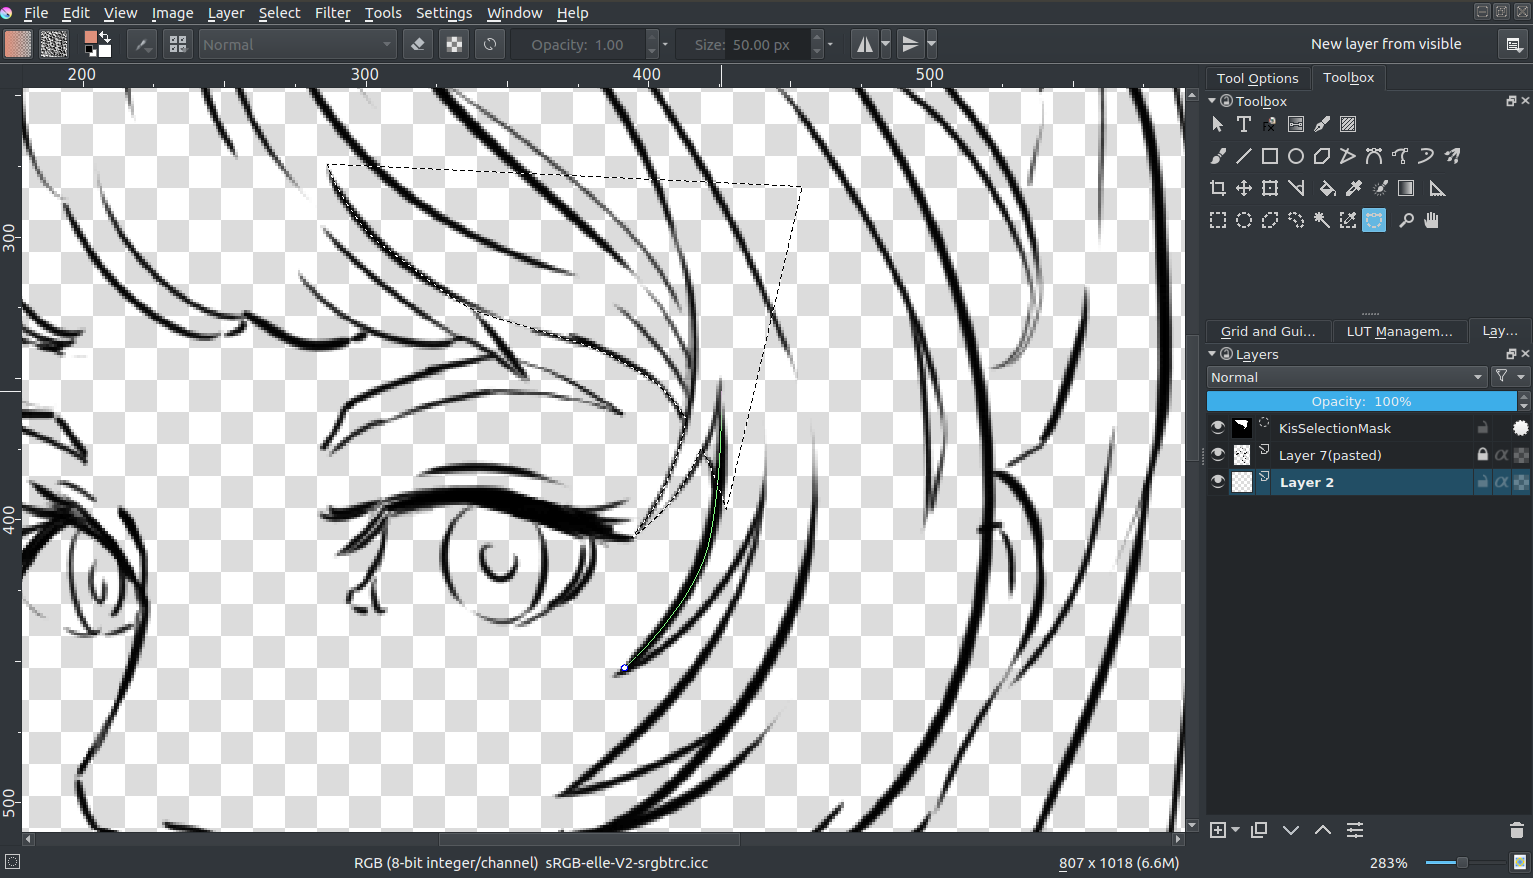 File Edit View Image Layer Select Filter Tools Settings Window Help
Normal Opacity: 1.00 Size: 50.00 px New layer from visible
200 300 400 500
Tool Options Toolbox
Toolbox
300
400
500
Grid and Gui... LUT Managem... Lay...
Layers
Normal
Opacity: 100%
KisSelectionMask
Layer 7(pasted)
Layer 2
RGB (8-bit integer/channel) sRGB-elle-V2-srgbtrc.icc 807 x 1018 (6.6M) 283%